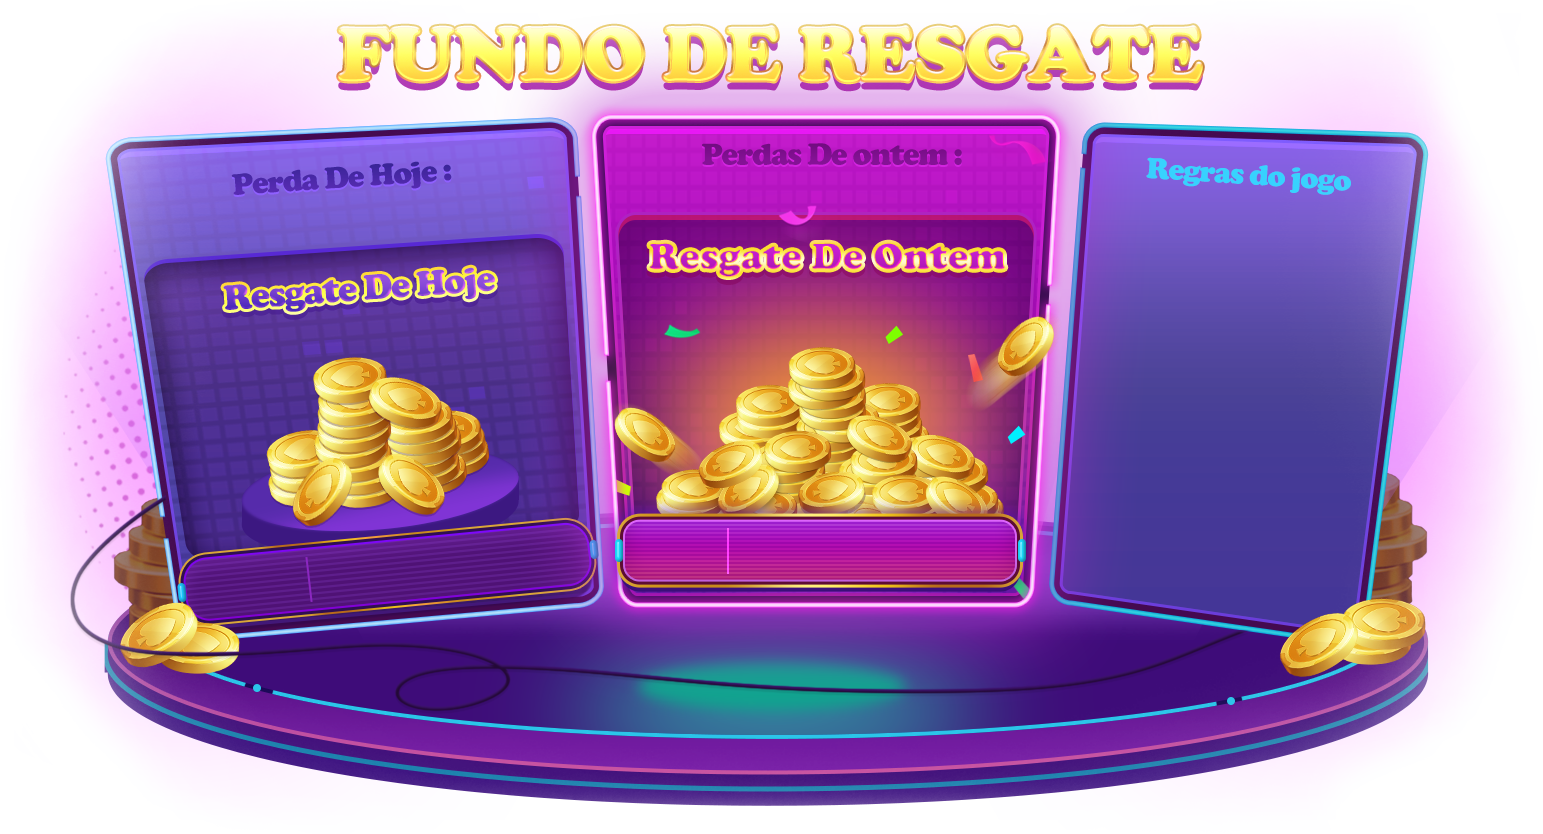 FUNDO DE RESGATE
Perda De Hoje :
Resgate De Hoje
Perdas De ontem :
Resgate De Ontem
Regras do jogo